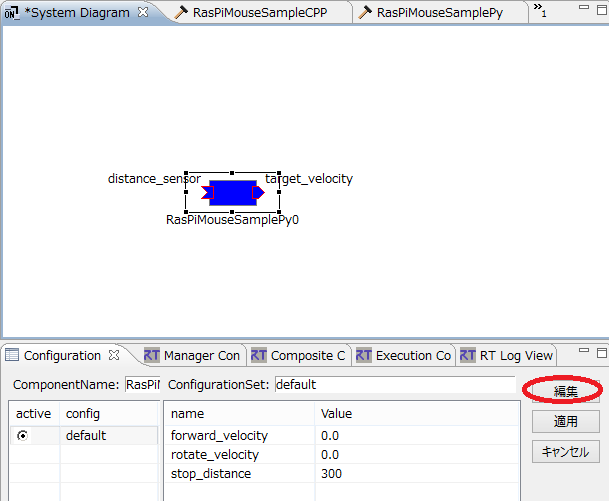 ON
*System Diagram
RasPiMouseSampleCPP
RasPiMouseSamplePy
»1
distance_sensor
target_velocity
RasPiMouseSamplePy0
Configuration
RT Manager Con
RT Composite C
RT Execution Co
RT RT Log View
ComponentName: RasPiM
ConfigurationSet: default
編集
active config
name Value
適用
default
forward_velocity 0.0
rotate_velocity 0.0
キャンセル
stop_distance 300